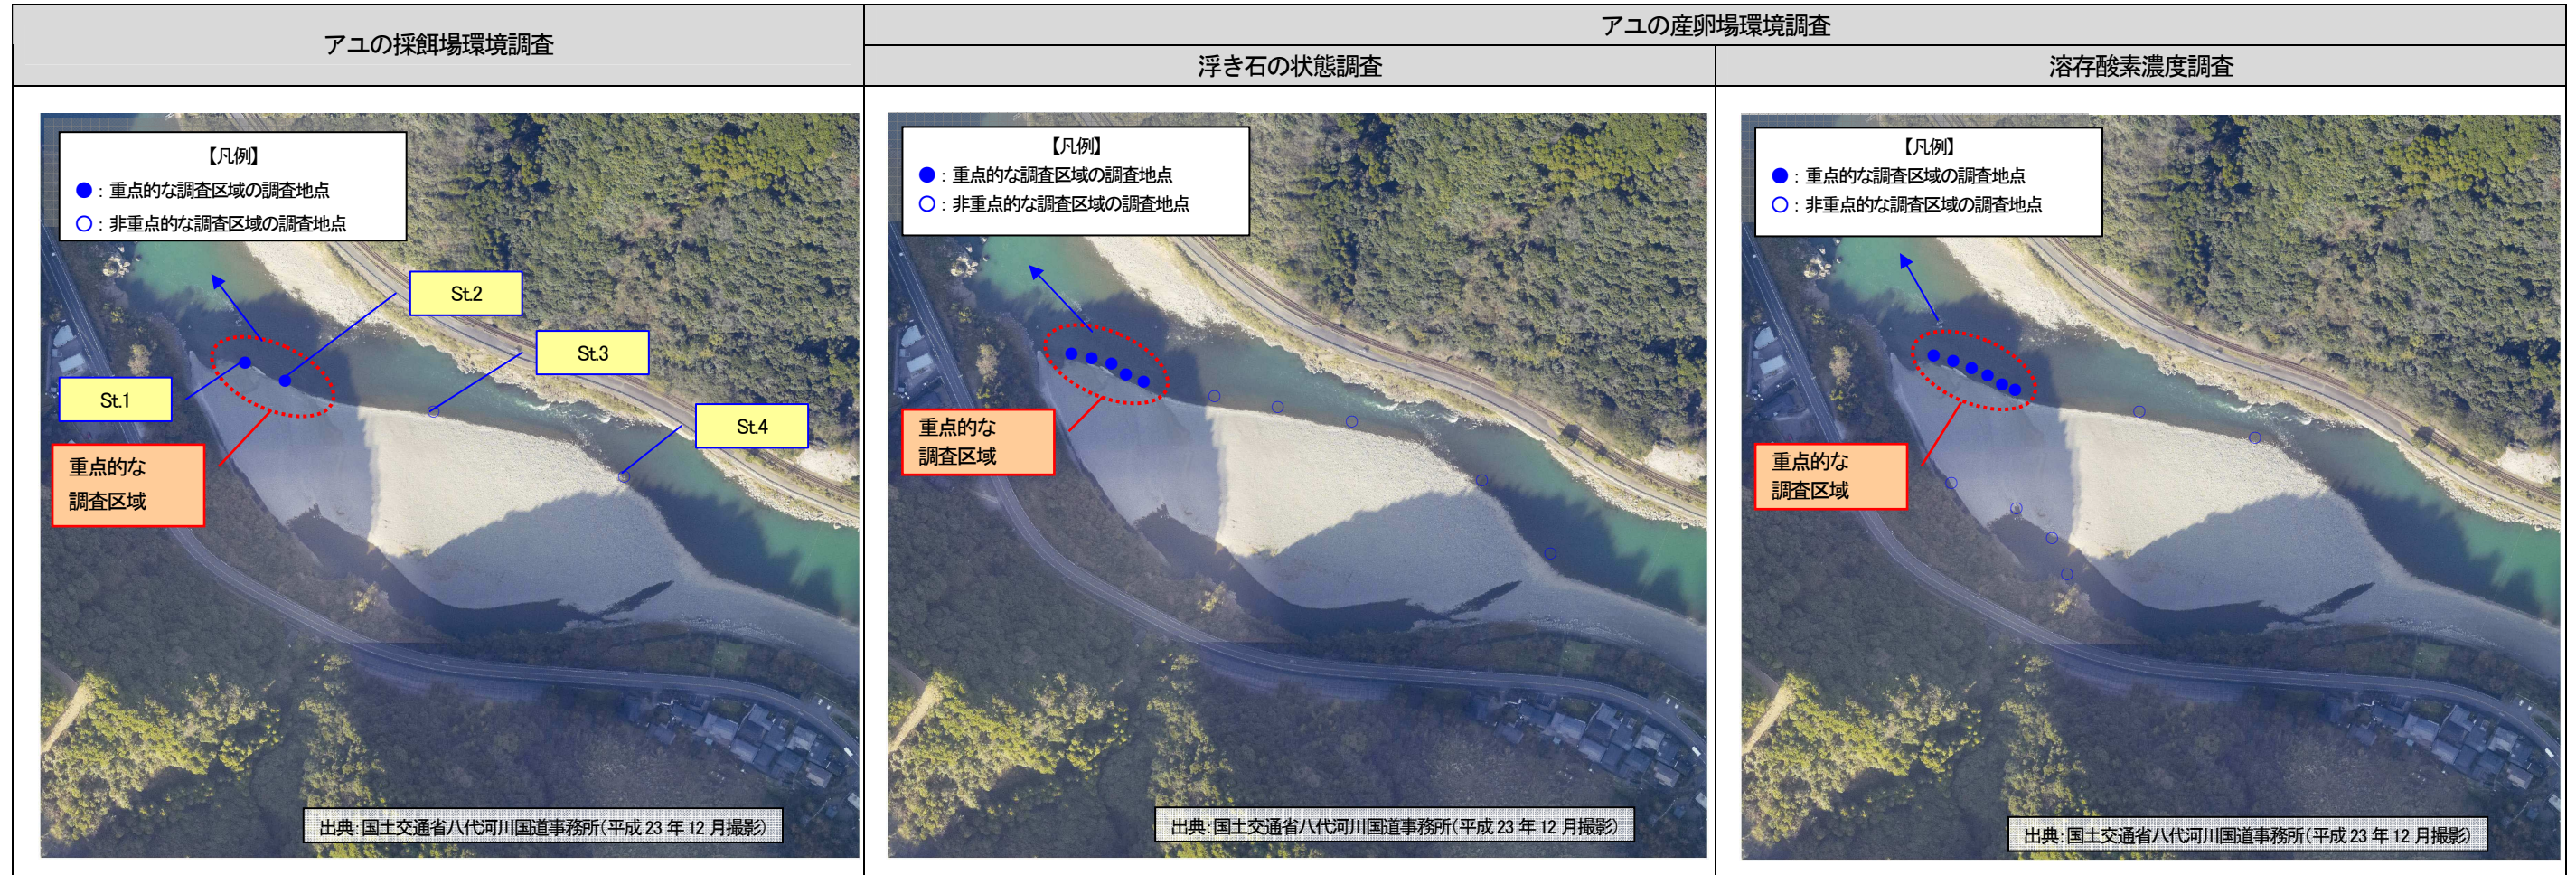 アユの採餌場環境調査
アユの産卵場環境調査
浮き石の状態調査
溶存酸素濃度調査
【凡例】
●：重点的な調査区域の調査地点
○：非重点的な調査区域の調査地点
St.2
St.3
St.1
St.4
重点的な
調査区域
出典:国土交通省八代河川国道事務所(平成23年12月撮影)
【凡例】
●：重点的な調査区域の調査地点
○：非重点的な調査区域の調査地点
重点的な
調査区域
出典:国土交通省八代河川国道事務所(平成23年12月撮影)
【凡例】
●：重点的な調査区域の調査地点
○：非重点的な調査区域の調査地点
重点的な
調査区域
出典:国土交通省八代河川国道事務所(平成23年12月撮影)